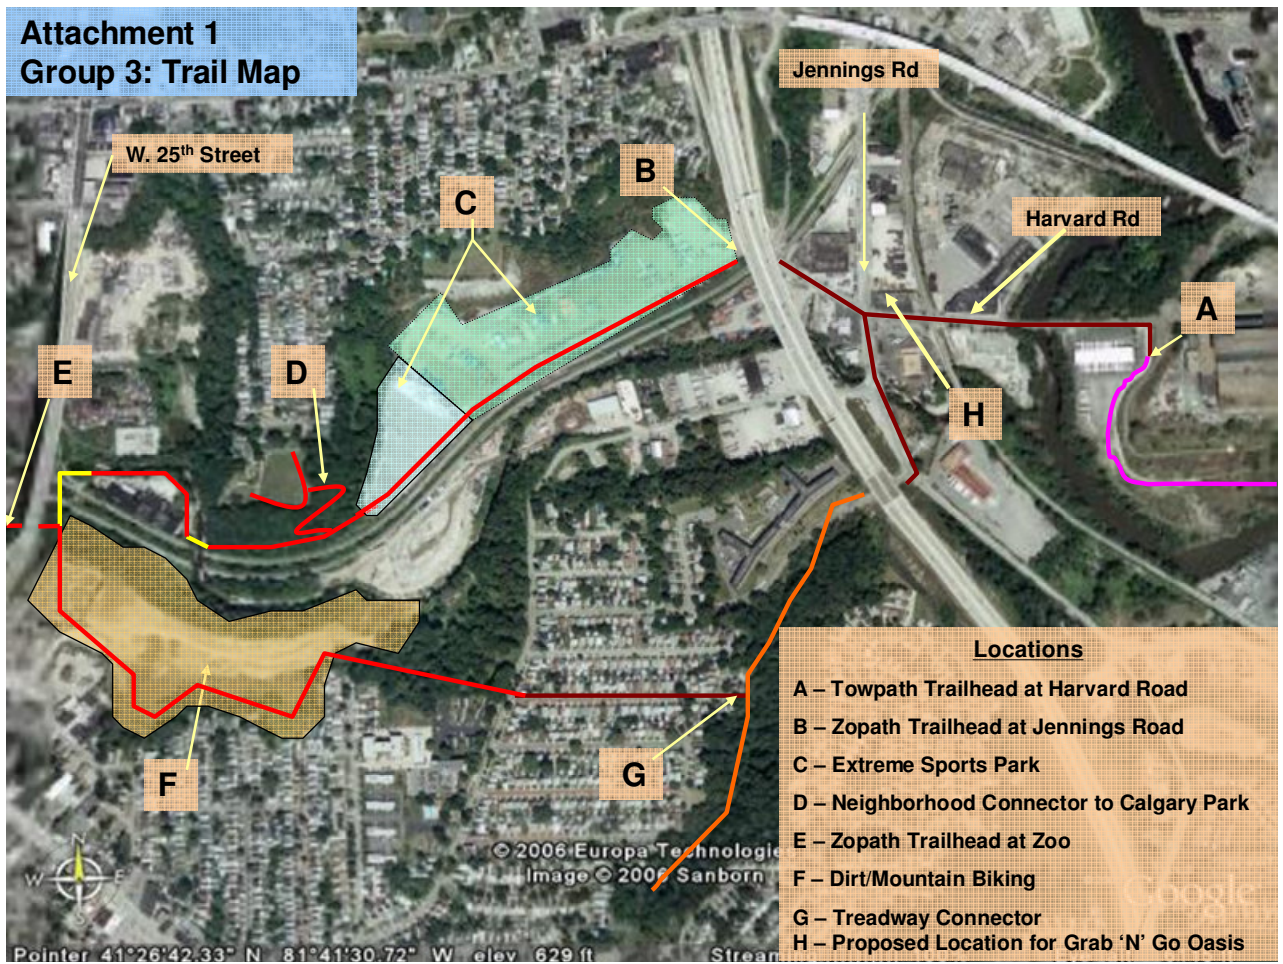 Attachment 1
Group 3: Trail Map
Jennings Rd
W. 25th Street
B
C
Harvard Rd
A
E
D
H
F
G
Locations
A – Towpath Trailhead at Harvard Road
B – Zopath Trailhead at Jennings Road
C – Extreme Sports Park
D – Neighborhood Connector to Calgary Park
E – Zopath Trailhead at Zoo
F – Dirt/Mountain Biking
G – Treadway Connector
H – Proposed Location for Grab ‘N’ Go Oasis
N
W E
S
© 2006 Europa Technologie
Image © 2006 Sanborn
Google
Pointer 41°26'42.33" N 81°41'30.72" W elev 629 ft Stream